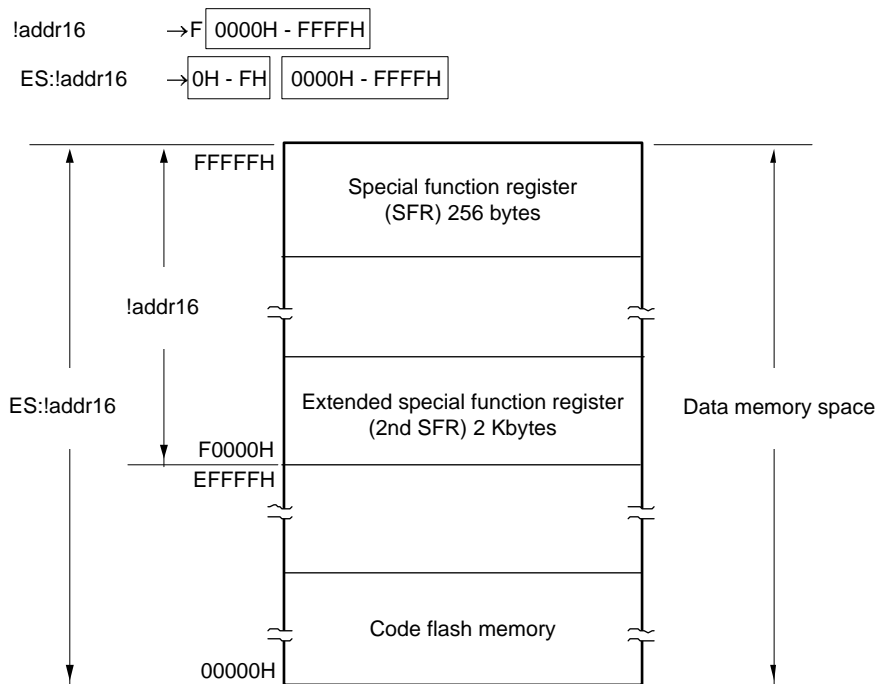 !addr16 →F 0000H - FFFFH
ES:!addr16 →0H - FH 0000H - FFFFH
FFFFFH
Special function register
(SFR) 256 bytes
!addr16
ES:!addr16
Extended special function register
(2nd SFR) 2 Kbytes
Data memory space
F0000H
EFFFFH
Code flash memory
00000H